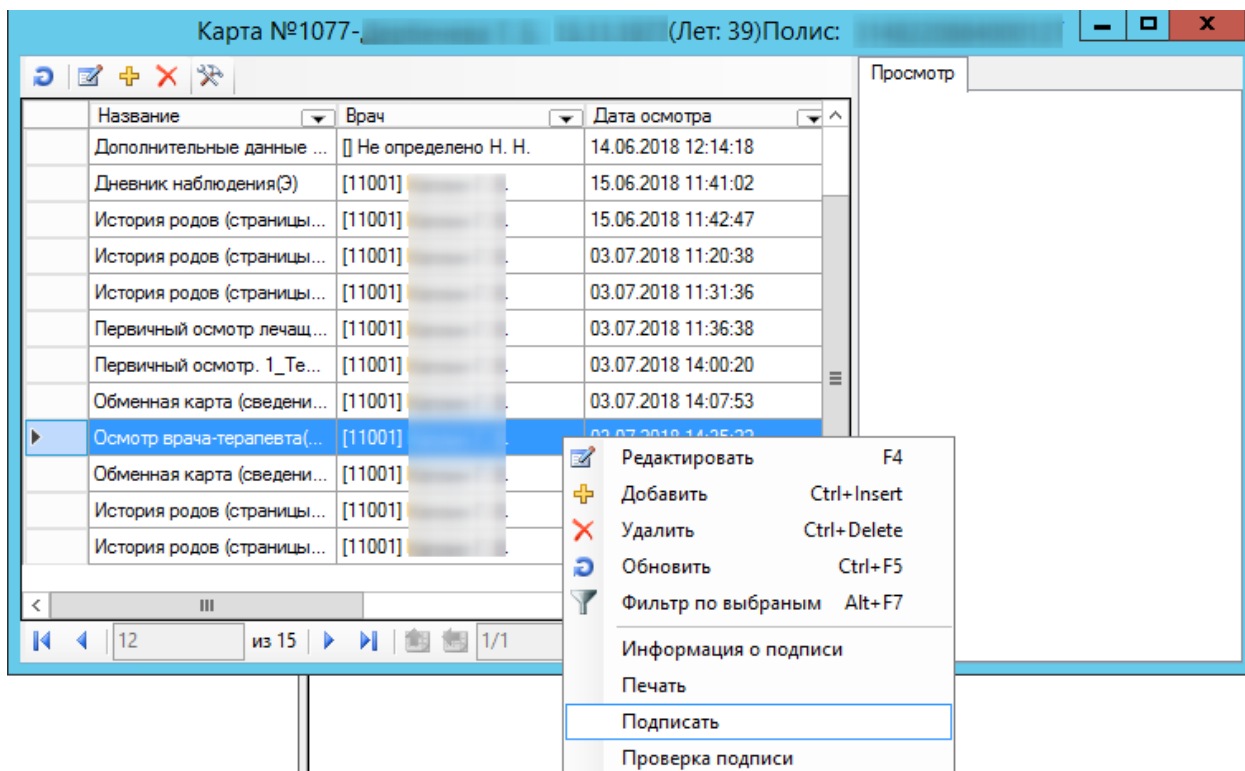 Карта №1077- (Лет: 39)Полис:
Просмотр
Название Врач Дата осмотра
Дополнительные данные ... [] Не определено Н. Н. 14.06.2018 12:14:18
Дневник наблюдения(Э) [11001] 15.06.2018 11:41:02
История родов (страницы... [11001] 15.06.2018 11:42:47
История родов (страницы... [11001] 03.07.2018 11:20:38
История родов (страницы... [11001] 03.07.2018 11:31:36
Первичный осмотр лечащ... [11001] 03.07.2018 11:36:38
Первичный осмотр. 1_Те... [11001] 03.07.2018 14:00:20
Обменная карта (сведени... [11001] 03.07.2018 14:07:53
Осмотр врача-терапевта(... [11001]
Обменная карта (сведени... [11001]
История родов (страницы... [11001]
История родов (страницы... [11001]
12 из 15 1/1
Редактировать F4
Добавить Ctrl+Insert
Удалить Ctrl+Delete
Обновить Ctrl+F5
Фильтр по выбраным Alt+F7
Информация о подписи
Печать
Подписать
Проверка подписи